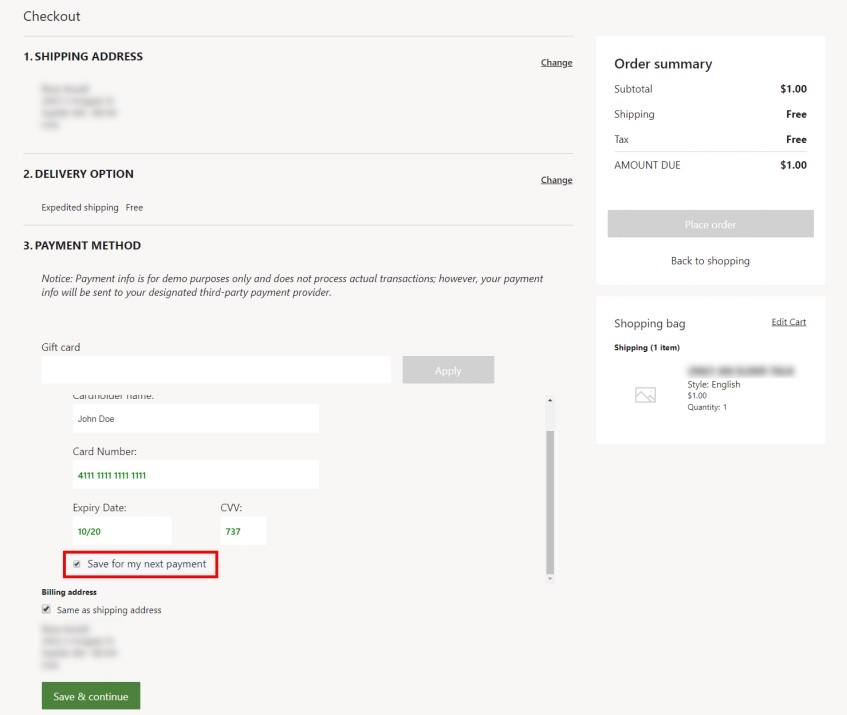 Checkout
1. SHIPPING ADDRESS
Change
2. DELIVERY OPTION
Change
Expedited shipping Free
3. PAYMENT METHOD
Notice: Payment info is for demo purposes only and does not process actual transactions; however, your payment
info will be sent to your designated third-party payment provider.
Gift card
Apply
Cardholder name:
John Doe
Card Number:
4111 1111 1111 1111
Expiry Date: CVV:
10/20 737
Save for my next payment
Billing address
Same as shipping address
Save & continue
Order summary
Subtotal $1.00
Shipping Free
Tax Free
AMOUNT DUE $1.00
Place order
Back to shopping
Shopping bag Edit Cart
Shipping (1 item)
Style: English
$1.00
Quantity: 1